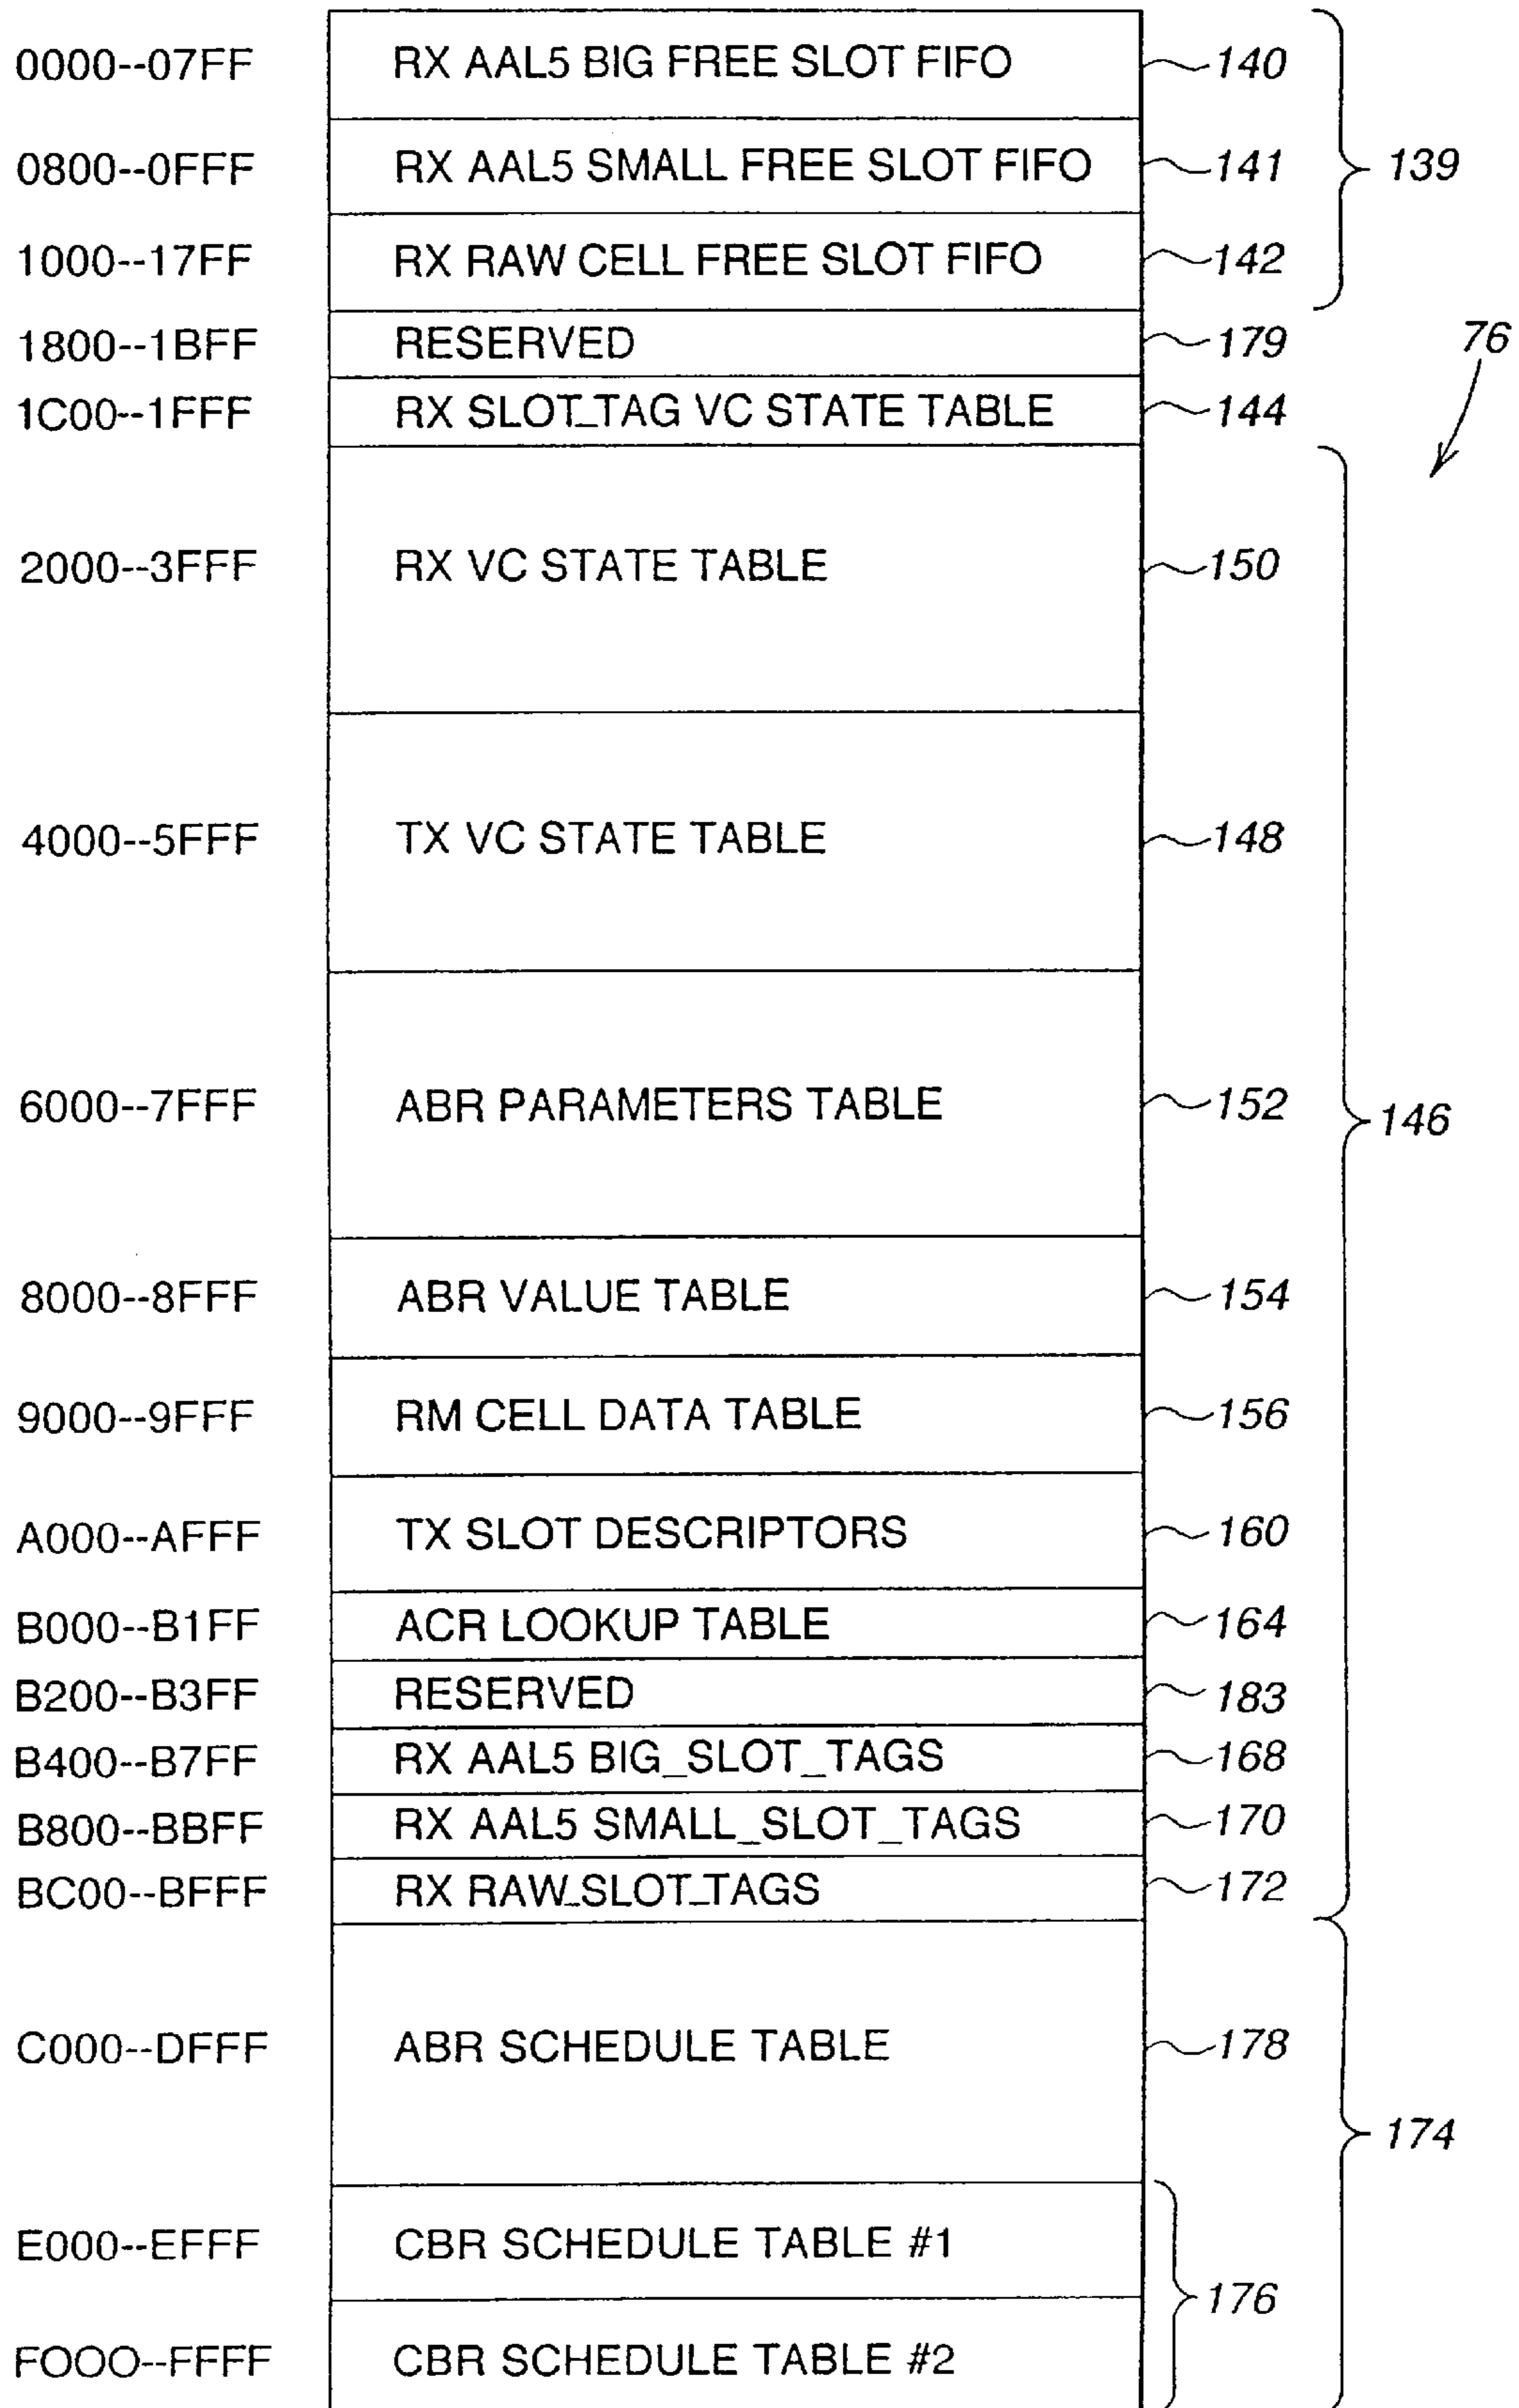 0000--07FF RX AAL5 BIG FREE SLOT FIFO 140
0800--0FFF RX AAL5 SMALL FREE SLOT FIFO 141 139
1000--17FF RX RAW CELL FREE SLOT FIFO 142
1800--1BFF RESERVED 179 76
1C00--1FFF RX SLOT_TAG VC STATE TABLE 144
2000--3FFF RX VC STATE TABLE 150
4000--5FFF TX VC STATE TABLE 148
6000--7FFF ABR PARAMETERS TABLE 152 146
8000--8FFF ABR VALUE TABLE 154
9000--9FFF RM CELL DATA TABLE 156
A000--AFFF TX SLOT DESCRIPTORS 160
B000--B1FF ACR LOOKUP TABLE 164
B200--B3FF RESERVED 183
B400--B7FF RX AAL5 BIG_SLOT_TAGS 168
B800--BBFF RX AAL5 SMALL_SLOT_TAGS 170
BC00--BFFF RX RAW_SLOT_TAGS 172
C000--DFFF ABR SCHEDULE TABLE 178
174
E000--EFFF CBR SCHEDULE TABLE #1
176
FOOO--FFFF CBR SCHEDULE TABLE #2